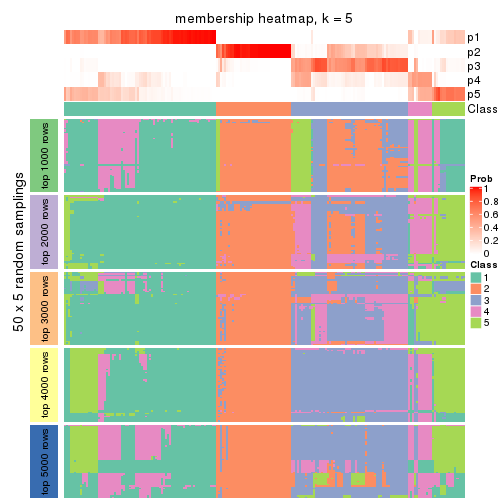 membership heatmap, k = 5
p1
p2
p3
p4
p5
Class
50 x 5 random samplings
top 1000 rows
top 2000 rows
top 3000 rows
top 4000 rows
top 5000 rows
Prob
1
0.8
0.6
0.4
0.2
0
Class
1
2
3
4
5